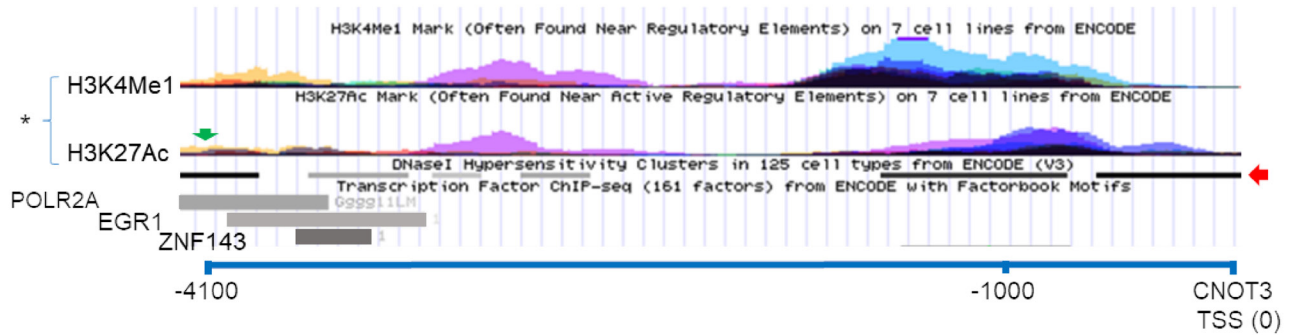 H3K4Me1 Mark (Often Found Near Regulatory Elements) on 7 cell lines from ENCODE
H3K4Me1
H3K27Ac Mark (Often Found Near Active Regulatory Elements) on 7 cell lines from ENCODE
*
H3K27Ac
DNaseI Hypersensitivity Clusters in 125 cell types from ENCODE (V3)
Transcription Factor ChIP-seq (161 factors) from ENCODE with Factorbook Motifs
POLR2A
EGR1 1
ZNF143 1
-4100 -1000 CNOT3
TSS (0)